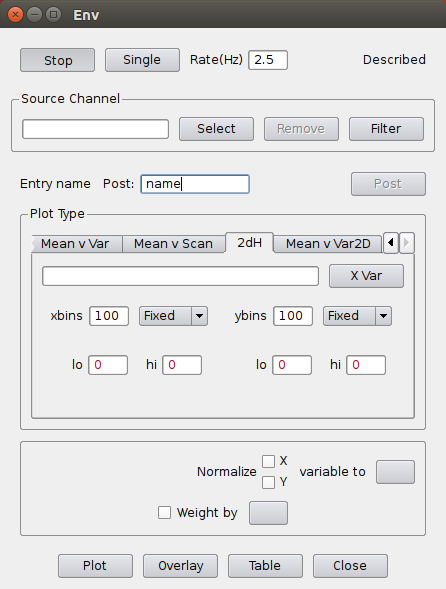 Env
Stop Single Rate(Hz) 2.5 Described
Source Channel
Select Remove Filter
Entry name Post: name Post
Plot Type
Mean v Var Mean v Scan 2dH Mean v Var2D
X Var
xbins 100 Fixed ybins 100 Fixed
lo 0 hi 0 lo 0 hi 0
Normalize X variable to
Y
Weight by
Plot Overlay Table Close